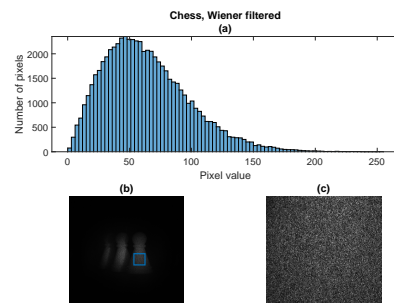 Chess, Wiener filtered
(a)
Number of pixels
2000
1500
1000
500
0
0 50 100 150 200 250
Pixel value
(b) (c)